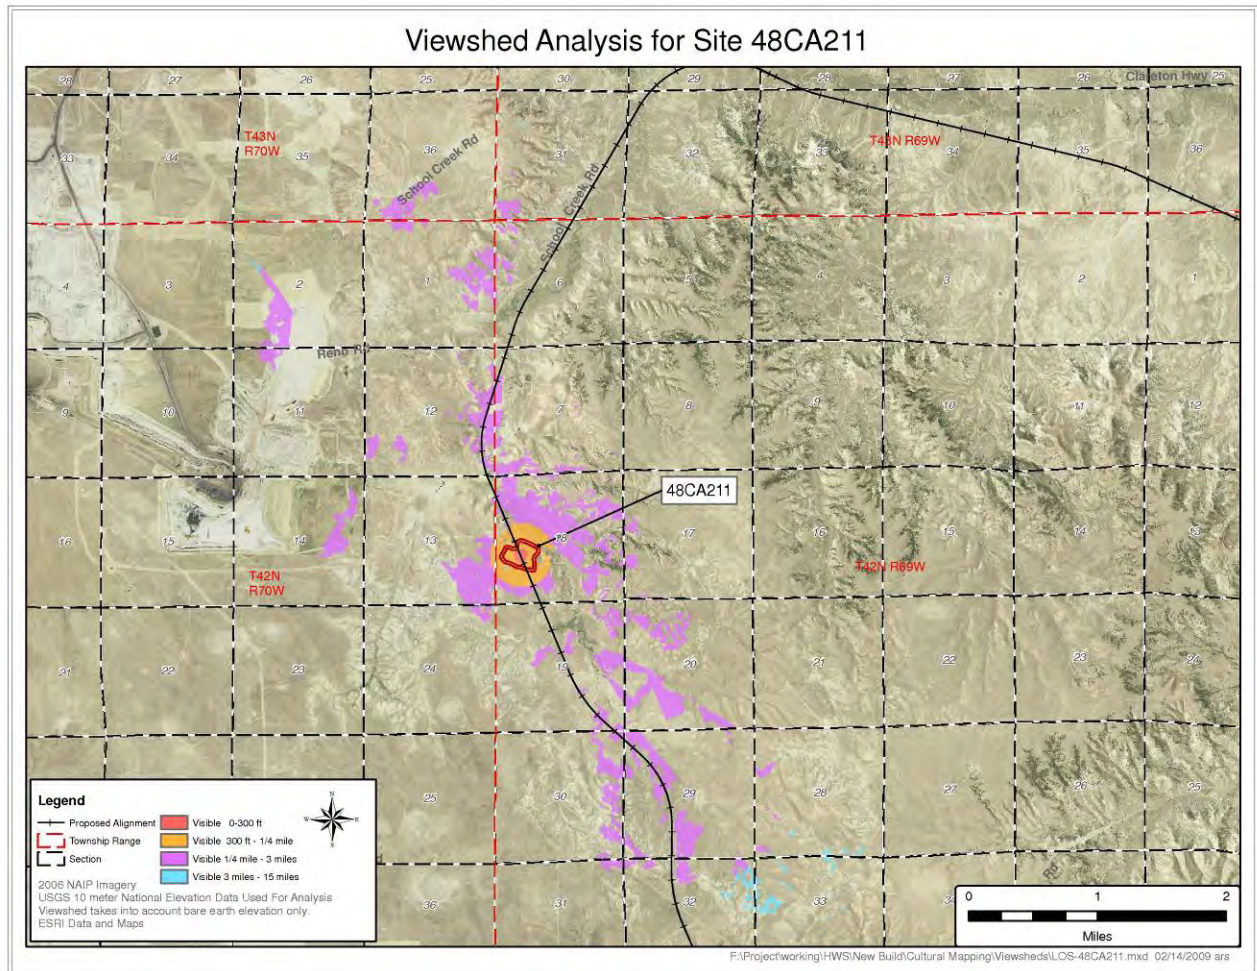 Viewshed Analysis for Site 48CA211
28 27 26 25 30 29 28 27 26 Clareton Hwy 25
T43N
R70W
T43N R69W
33 34 35 36 31 32 33 34 35 36
School Creek Rd
School Creek Rd
4 3 2 1 6 5 4 3 2 1
Reno Rd
9 10 11 12 7 8 9 10 11 12
48CA211
16 15 14 13 18 17 16 15 14 13
T42N
R70W
T42N R69W
21 22 23 24 19 20 21 22 23 24
25 30 29 28 27 26 25
36 31 32 33
Rd
Legend
Proposed Alignment
Township Range
Section
Visible 0-300 ft
Visible 300 ft - 1/4 mile
Visible 1/4 mile - 3 miles
Visible 3 miles - 15 miles
N
W E
S
2006 NAIP Imagery
USGS 10 meter National Elevation Data Used For Analysis
Viewshed takes into account bare earth elevation only.
ESRI Data and Maps
0 1 2
Miles
F:\Project\working\HWS\New Build\Cultural Mapping\Viewsheds\LOS-48CA211.mxd 02/14/2009 ars